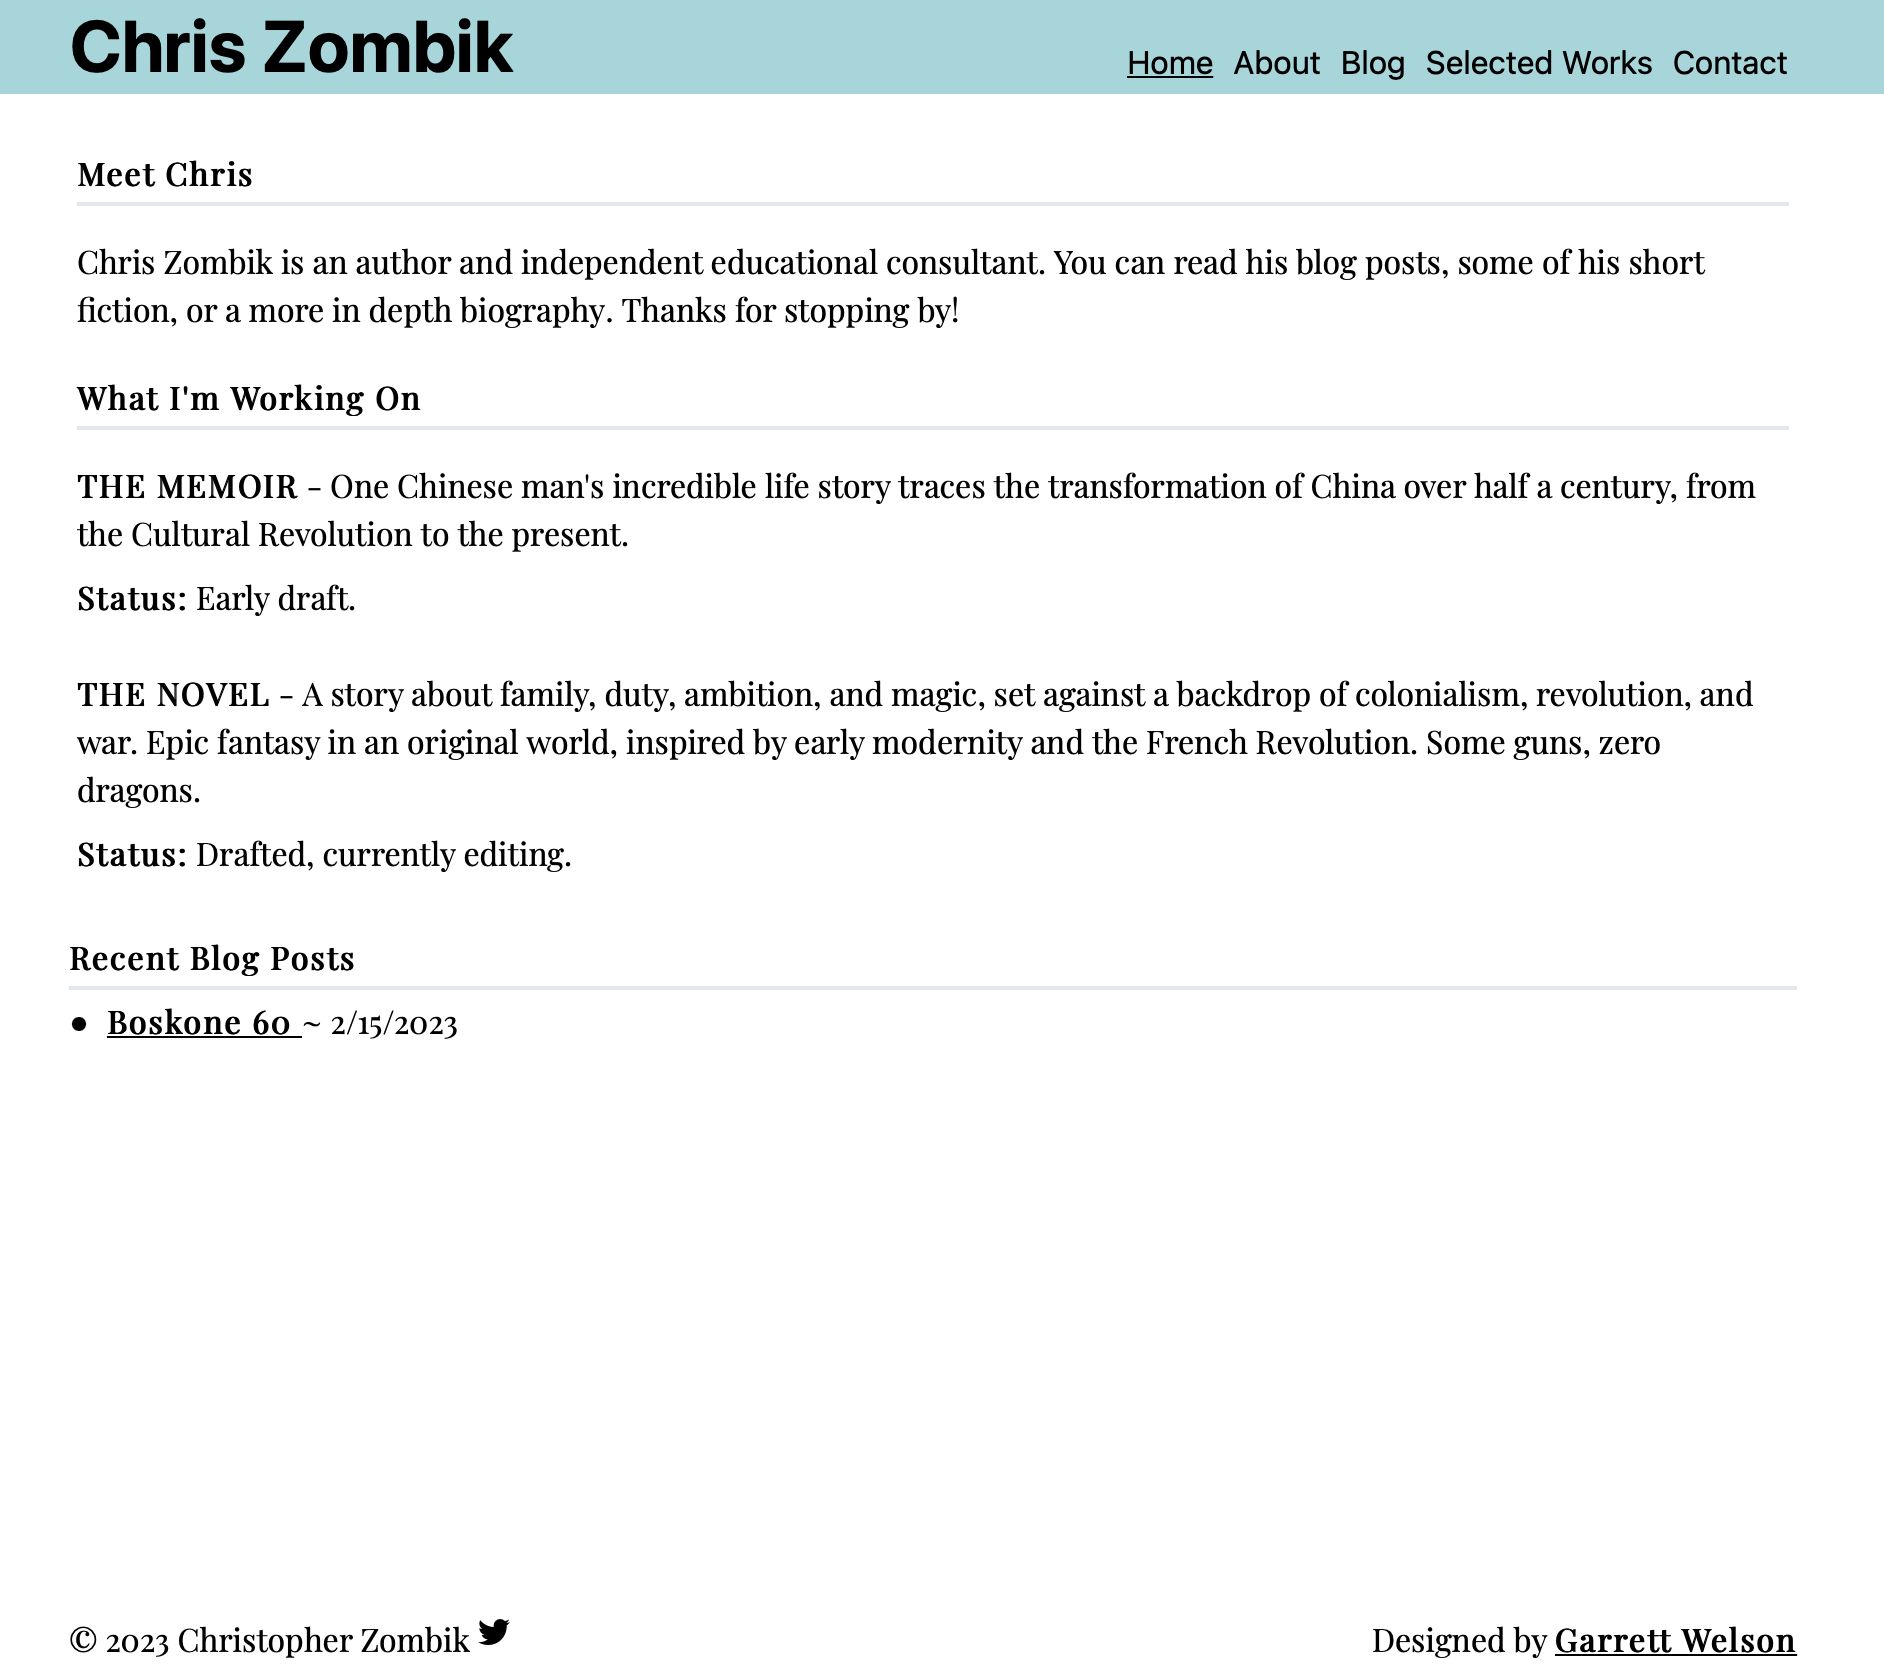 Chris Zombik
Home About Blog Selected Works Contact
Meet Chris
Chris Zombik is an author and independent educational consultant. You can read his blog posts, some of his short
fiction, or a more in depth biography. Thanks for stopping by!
What I'm Working On
THE MEMOIR - One Chinese man's incredible life story traces the transformation of China over half a century, from
the Cultural Revolution to the present.
Status: Early draft.
THE NOVEL - A story about family, duty, ambition, and magic, set against a backdrop of colonialism, revolution, and
war. Epic fantasy in an original world, inspired by early modernity and the French Revolution. Some guns, zero
dragons.
Status: Drafted, currently editing.
Recent Blog Posts
● Boskone 60 ~ 2/15/2023
© 2023 Christopher Zombik
Designed by Garrett Welson